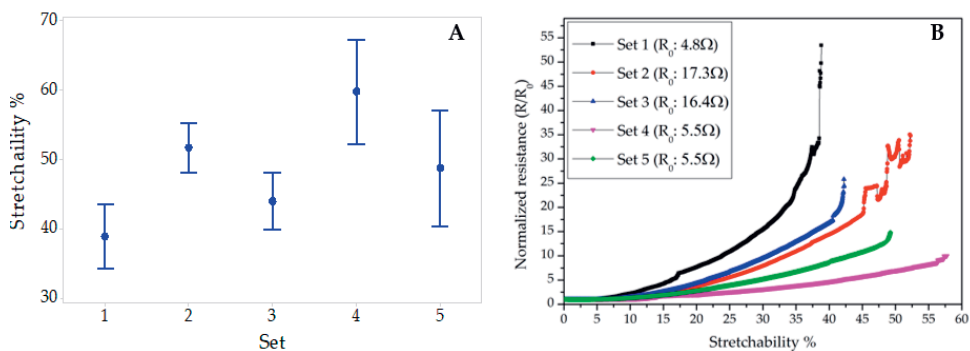 A
Stretchaility %
70
60
50
40
30
1
2
3
4
5
Set
B
Normalized resistance (R/R0)
55
50
45
40
35
30
25
20
15
10
5
0
Set 1 (R0: 4.8Ω)
Set 2 (R0: 17.3Ω)
Set 3 (R0: 16.4Ω)
Set 4 (R0: 5.5Ω)
Set 5 (R0: 5.5Ω)
0 5 10 15 20 25 30 35 40 45 50 55 60
Stretchability %